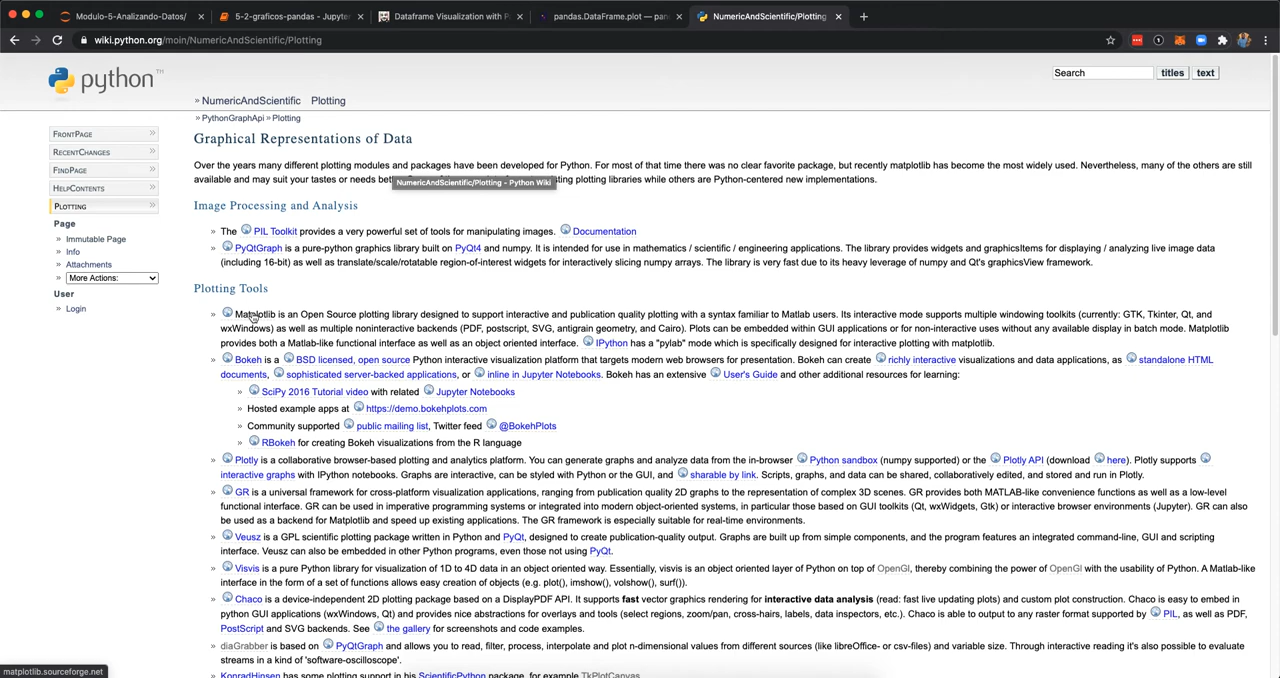 Modulo-5-Analizando-Datos/
5-2-graficos-pandas - Jupyter
Dataframe Visualization with P
pandas.DataFrame.plot — pan
NumericAndScientific/Plotting
wiki.python.org/moin/NumericAndScientific/Plotting
python™
Search
titles
text
» NumericAndScientific Plotting
» PythonGraphApi » Plotting
FRONTPAGE
RECENTCHANGES
FINDPAGE
HELPCONTENTS
PLOTTING
Page
» Immutable Page
» Info
» Attachments
» More Actions:
User
» Login
Graphical Representations of Data
Over the years many different plotting modules and packages have been developed for Python. For most of that time there was no clear favorite package, but recently matplotlib has become the most widely used. Nevertheless, many of the others are still
available and may suit your tastes or needs bett
NumericAndScientific/Plotting - Python Wiki
sting plotting libraries while others are Python-centered new implementations.
Image Processing and Analysis
» The PIL Toolkit provides a very powerful set of tools for manipulating images. Documentation
» PyQtGraph is a pure-python graphics library built on PyQt4 and numpy. It is intended for use in mathematics / scientific / engineering applications. The library provides widgets and graphicsItems for displaying / analyzing live image data
(including 16-bit) as well as translate/scale/rotatable region-of-interest widgets for interactively slicing numpy arrays. The library is very fast due to its heavy leverage of numpy and Qt's graphicsView framework.
Plotting Tools
» Matplotlib is an Open Source plotting library designed to support interactive and publication quality plotting with a syntax familiar to Matlab users. Its interactive mode supports multiple windowing toolkits (currently: GTK, Tkinter, Qt, and
wxWindows) as well as multiple noninteractive backends (PDF, postscript, SVG, antigrain geometry, and Cairo). Plots can be embedded within GUI applications or for non-interactive uses without any available display in batch mode. Matplotlib
provides both a Matlab-like functional interface as well as an object oriented interface. IPython has a "pylab" mode which is specifically designed for interactive plotting with matplotlib.
» Bokeh is a BSD licensed, open source Python interactive visualization platform that targets modern web browsers for presentation. Bokeh can create richly interactive visualizations and data applications, as standalone HTML
documents, sophisticated server-backed applications, or inline in Jupyter Notebooks. Bokeh has an extensive User's Guide and other additional resources for learning:
» SciPy 2016 Tutorial video with related Jupyter Notebooks
» Hosted example apps at https://demo.bokehplots.com
» Community supported public mailing list, Twitter feed @BokehPlots
» RBokeh for creating Bokeh visualizations from the R language
» Plotly is a collaborative browser-based plotting and analytics platform. You can generate graphs and analyze data from the in-browser Python sandbox (numpy supported) or the Plotly API (download here). Plotly supports
interactive graphs with IPython notebooks. Graphs are interactive, can be styled with Python or the GUI, and sharable by link. Scripts, graphs, and data can be shared, collaboratively edited, and stored and run in Plotly.
» GR is a universal framework for cross-platform visualization applications, ranging from publication quality 2D graphs to the representation of complex 3D scenes. GR provides both MATLAB-like convenience functions as well as a low-level
functional interface. GR can be used in imperative programming systems or integrated into modern object-oriented systems, in particular those based on GUI toolkits (Qt, wxWidgets, Gtk) or interactive browser environments (Jupyter). GR can also
be used as a backend for Matplotlib and speed up existing applications. The GR framework is especially suitable for real-time environments.
» Veusz is a GPL scientific plotting package written in Python and PyQt, designed to create publication-quality output. Graphs are built up from simple components, and the program features an integrated command-line, GUI and scripting
interface. Veusz can also be embedded in other Python programs, even those not using PyQt.
» Visvis is a pure Python library for visualization of 1D to 4D data in an object oriented way. Essentially, visvis is an object oriented layer of Python on top of OpenGl, thereby combining the power of OpenGl with the usability of Python. A Matlab-like
interface in the form of a set of functions allows easy creation of objects (e.g. plot(), imshow(), volshow(), surf()).
» Chaco is a device-independent 2D plotting package based on a DisplayPDF API. It supports fast vector graphics rendering for interactive data analysis (read: fast live updating plots) and custom plot construction. Chaco is easy to embed in
python GUI applications (wxWindows, Qt) and provides nice abstractions for overlays and tools (select regions, zoom/pan, cross-hairs, labels, data inspectors, etc.). Chaco is able to output to any raster format supported by PIL, as well as PDF,
PostScript and SVG backends. See the gallery for screenshots and code examples.
» diaGrabber is based on PyQtGraph and allows you to read, filter, process, interpolate and plot n-dimensional values from different sources (like libreOffice- or csv-files) and variable size. Through interactive reading it's also possible to evaluate
streams in a kind of 'software-oscilloscope'.
» KonradHinsen has some plotting support in his ScientificPython package, for example TkPlotCanvas.
matplotlib.sourceforge.net